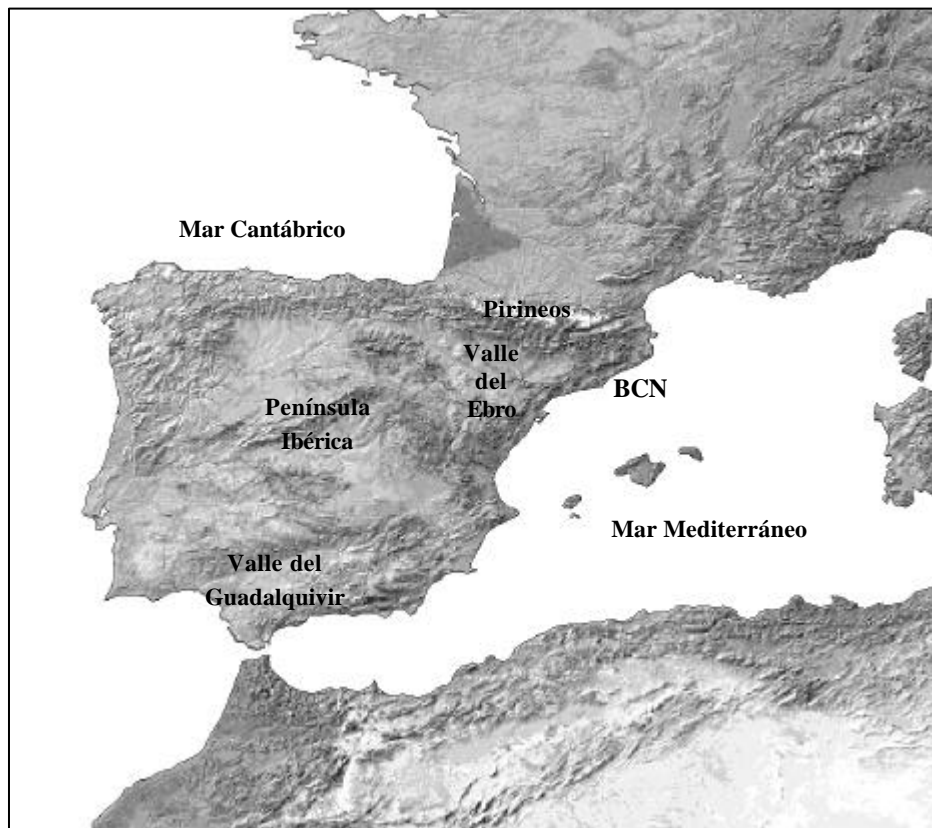 Mar Cantábrico
Pirineos
Valle
del
Ebro
BCN
Península
Ibérica
Mar Mediterráneo
Valle del
Guadalquivir